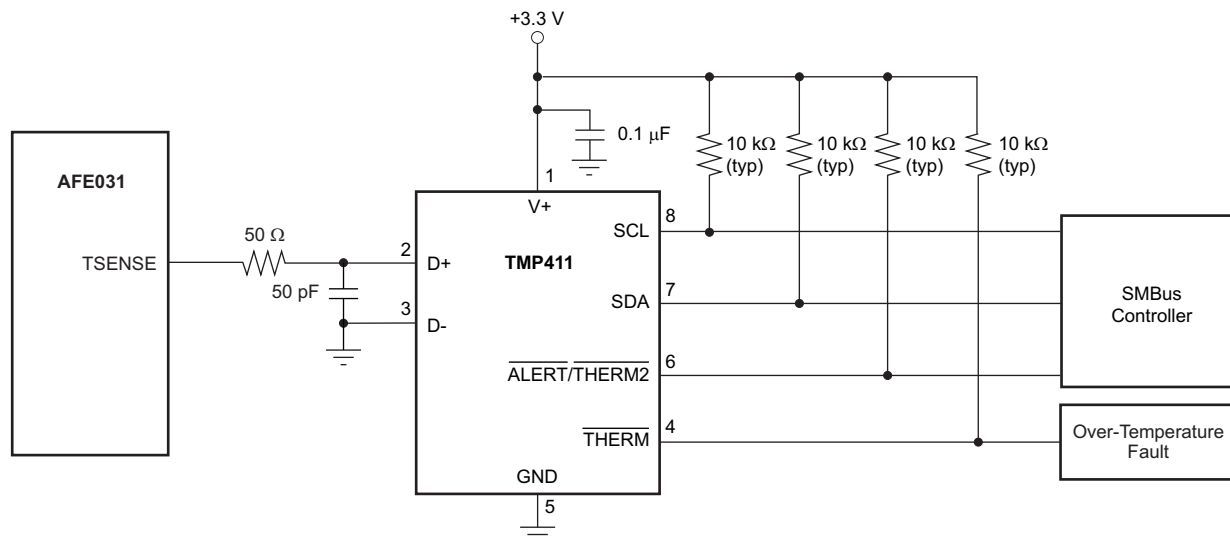 +3.3 V
0.1 μF
10 kΩ
(typ)
10 kΩ
(typ)
10 kΩ
(typ)
10 kΩ
(typ)
AFE031
TSENSE
50 Ω
50 pF
1
V+
TMP411
2
D+
3
D-
SCL
8
SDA
7
ALERT/THERM2
6
THERM
4
GND
5
SMBus
Controller
Over-Temperature
Fault